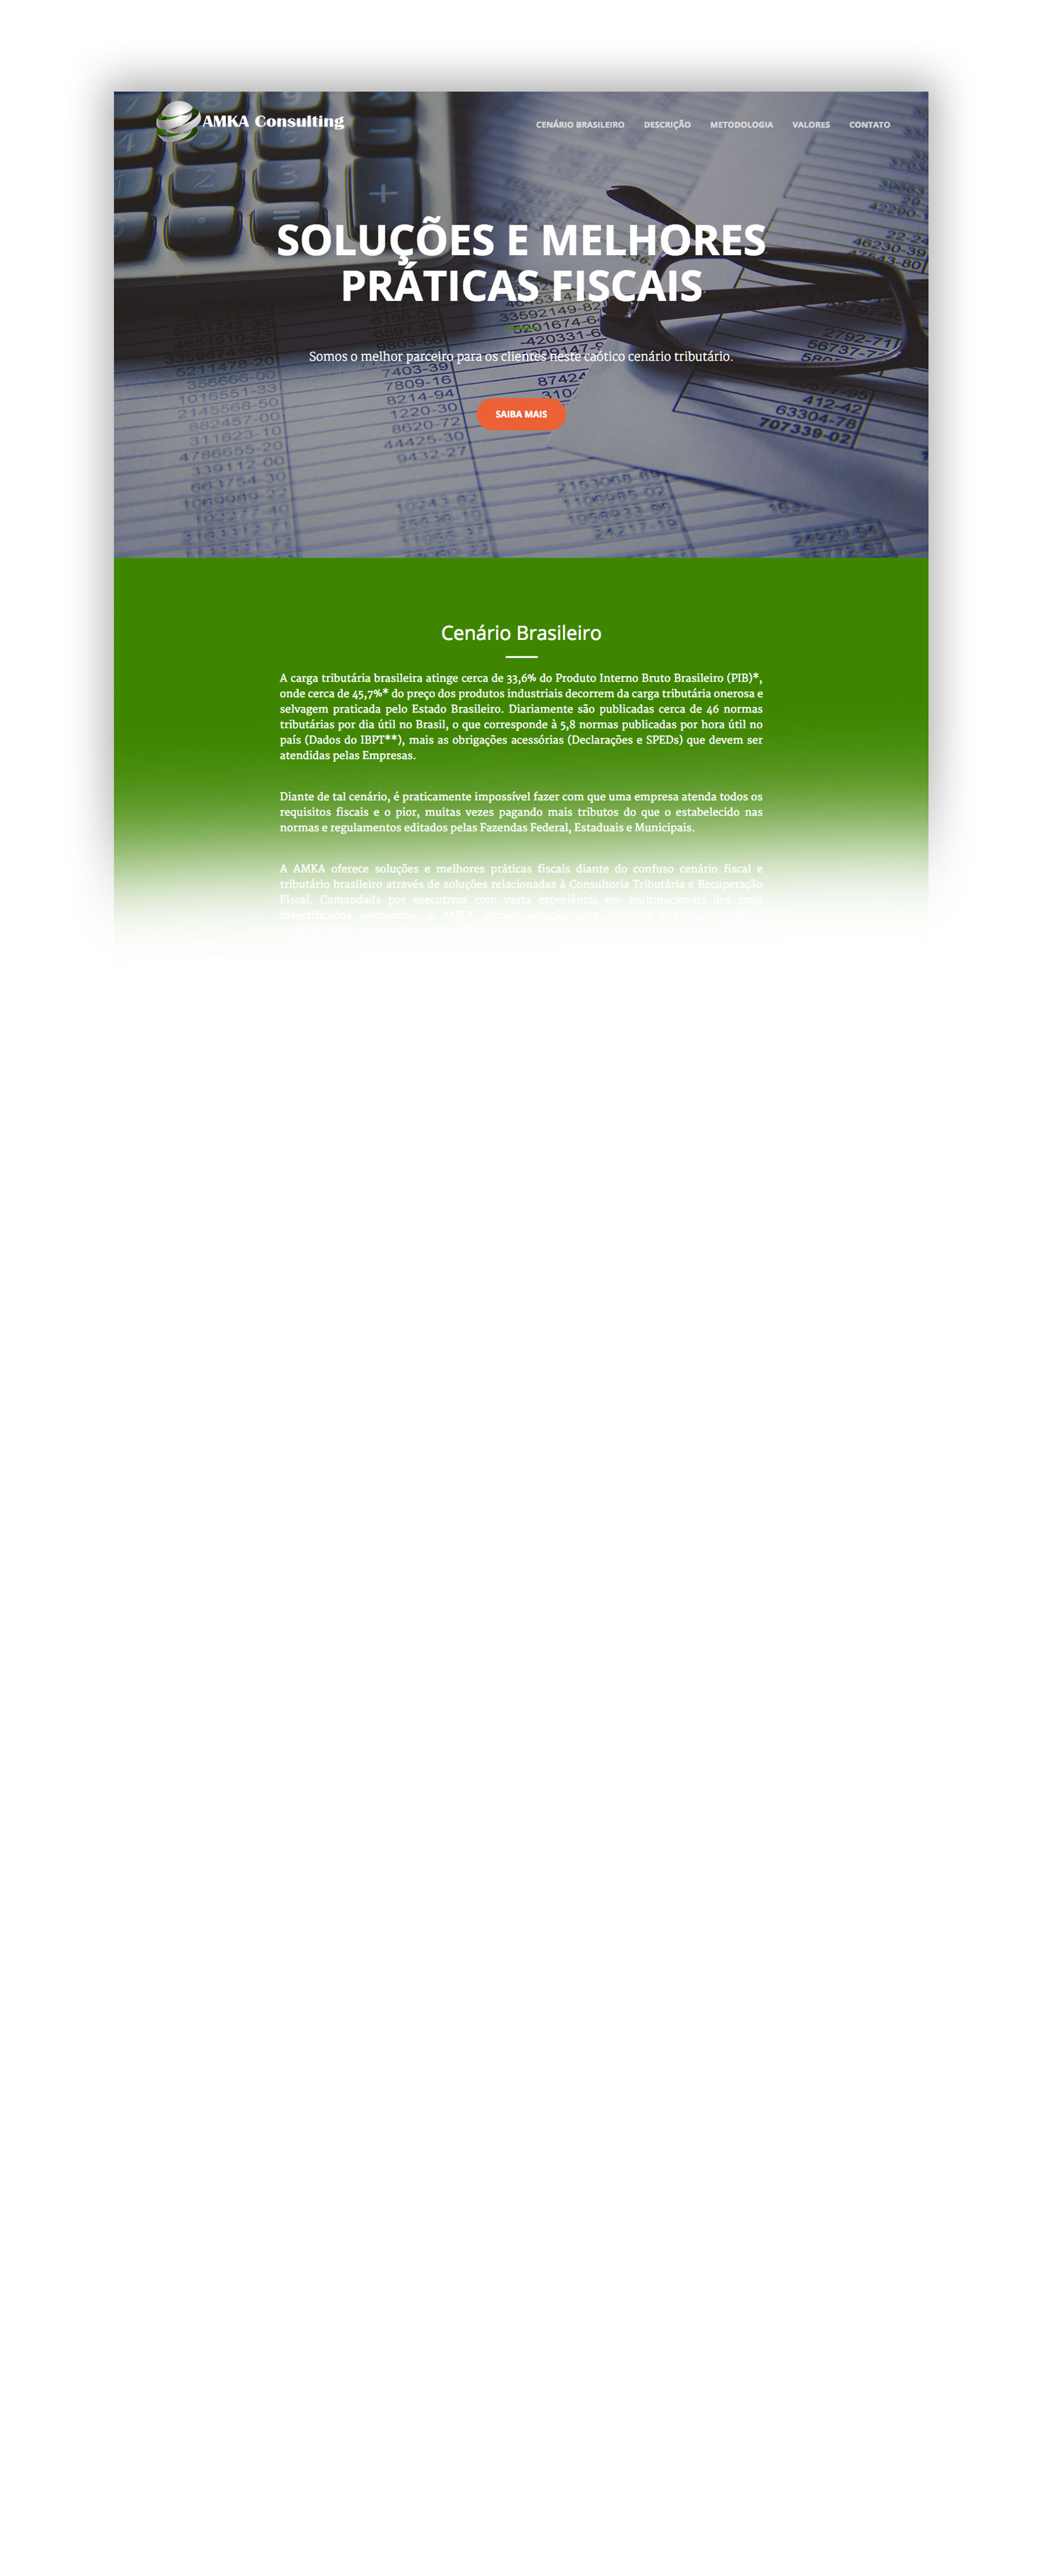 AMKA Consulting
CENÁRIO BRASILEIRO DESCRIÇÃO METODOLOGIA VALORES CONTATO
SOLUÇÕES E MELHORES
PRÁTICAS FISCAIS
Somos o melhor parceiro para os clientes neste caótico cenário tributário.
SAIBA MAIS
Cenário Brasileiro
A carga tributária brasileira atinge cerca de 33,6% do Produto Interno Bruto Brasileiro (PIB)*,
onde cerca de 45,7%* do preço dos produtos industriais decorrem da carga tributária onerosa e
selvagem praticada pelo Estado Brasileiro. Diariamente são publicadas cerca de 46 normas
tributárias por dia útil no Brasil, o que corresponde à 5,8 normas publicadas por hora útil no
país (Dados do IBPT**), mais as obrigações acessórias (Declarações e SPEDs) que devem ser
atendidas pelas Empresas.
Diante de tal cenário, é praticamente impossível fazer com que uma empresa atenda todos os
requisitos fiscais e o pior, muitas vezes pagando mais tributos do que o estabelecido nas
normas e regulamentos editados pelas Fazendas Federal, Estaduais e Municipais.
A AMKA oferece soluções e melhores práticas fiscais diante do confuso cenário fiscal e
tributário brasileiro através de soluções relacionadas à Consultoria Tributária e Recuperação
Fiscal. Comandada por executivos com vasta experiência em multinacionais dos mais
diversificados segmentos, a AMKA oferece